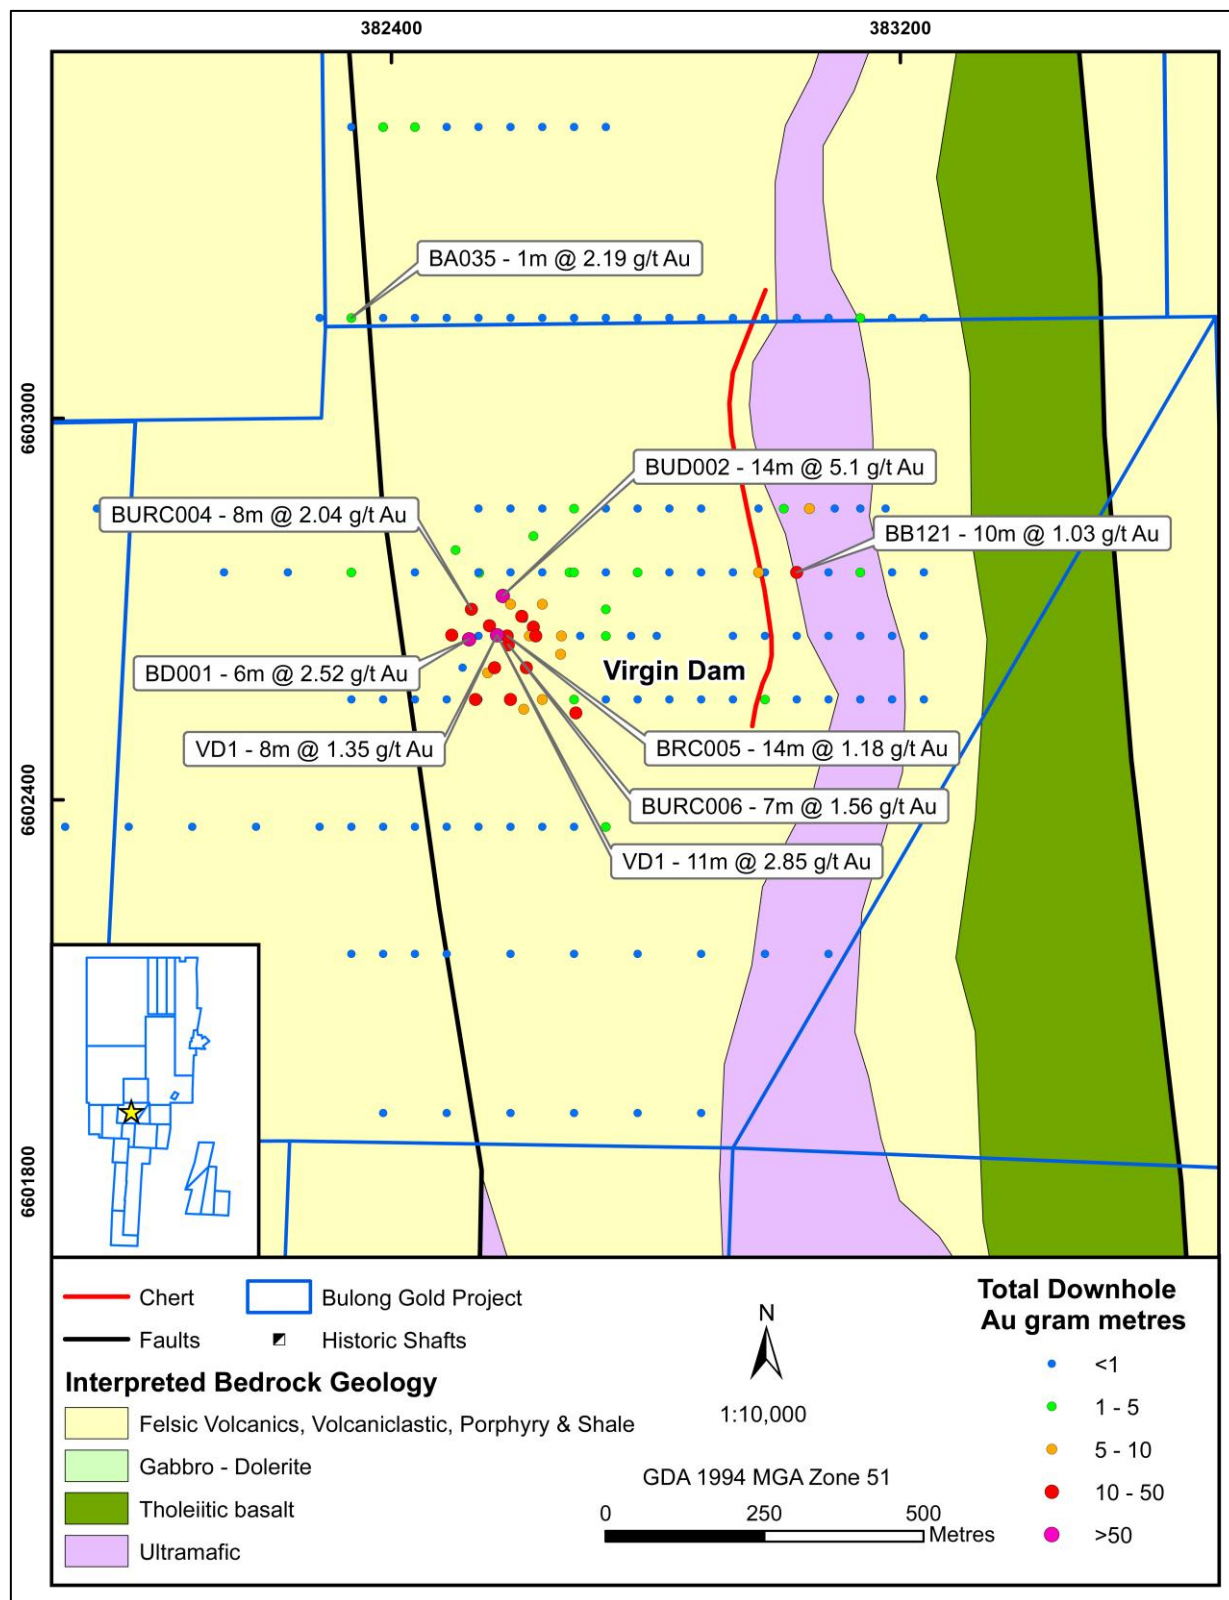 382400
383200
BA035 - 1m @ 2.19 g/t Au
6603000
BUD002 - 14m @ 5.1 g/t Au
BURC004 - 8m @ 2.04 g/t Au
BB121 - 10m @ 1.03 g/t Au
BD001 - 6m @ 2.52 g/t Au
Virgin Dam
VD1 - 8m @ 1.35 g/t Au
BRC005 - 14m @ 1.18 g/t Au
6602400
BURC006 - 7m @ 1.56 g/t Au
VD1 - 11m @ 2.85 g/t Au
6601800
Chert
Bulong Gold Project
Faults
Historic Shafts
Interpreted Bedrock Geology
Felsic Volcanics, Volcaniclastic, Porphyry & Shale
Gabbro - Dolerite
Tholeiitic basalt
Ultramafic
N
1:10,000
GDA 1994 MGA Zone 51
0 250 500
Metres
Total Downhole
Au gram metres
<1
1 - 5
5 - 10
10 - 50
>50